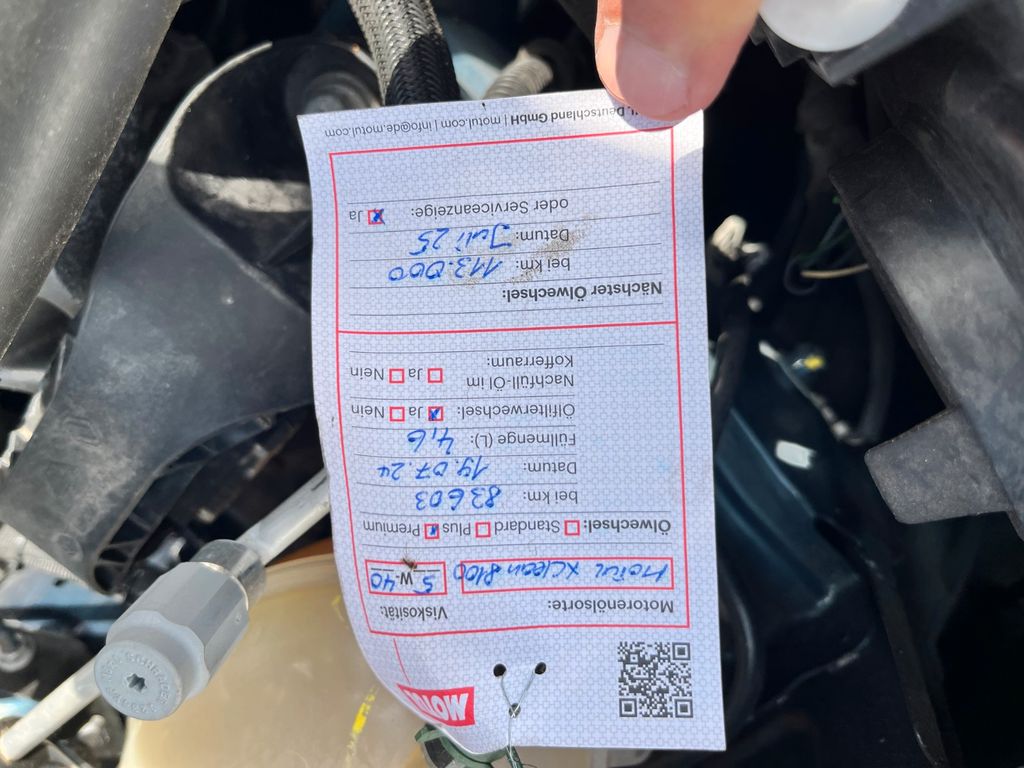 MOTUL
Motorenölsorte: Viskosität:
Motul XClean 8100 5 W-40
Ölwechsel: Standard Plus Premium
bei km: 83603
Datum: 19.07.24
Füllmenge (L): 4,6
Ölfilterwechsel: Ja Nein
Nachfüll-Öl im
Kofferraum: Ja Nein
Nächster Ölwechsel:
bei km: 113.000
Datum: Juli 25
oder Serviceanzeige: Ja
Deutschland GmbH | motul.com | info@de.motul.com